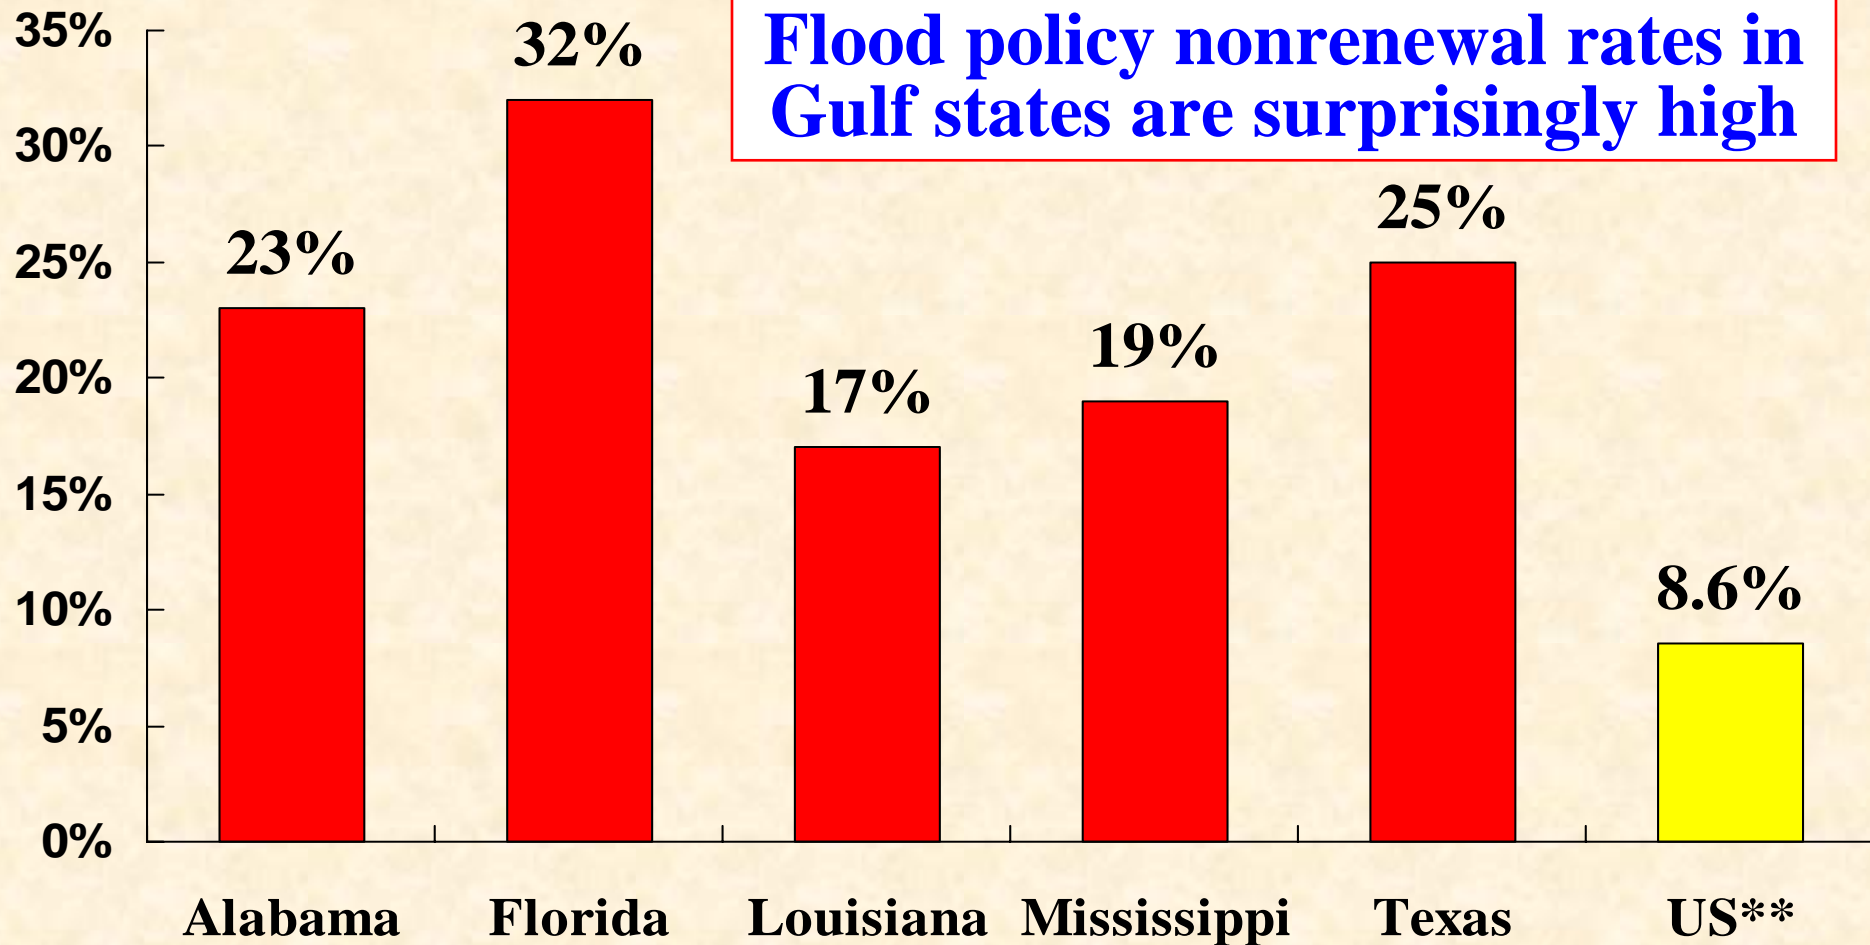 Flood policy nonrenewal rates in
Gulf states are surprisingly high
35%
30%
25%
20%
15%
10%
5%
0%
23%
32%
17%
19%
25%
8.6%
Alabama
Florida
Louisiana
Mississippi
Texas
US**